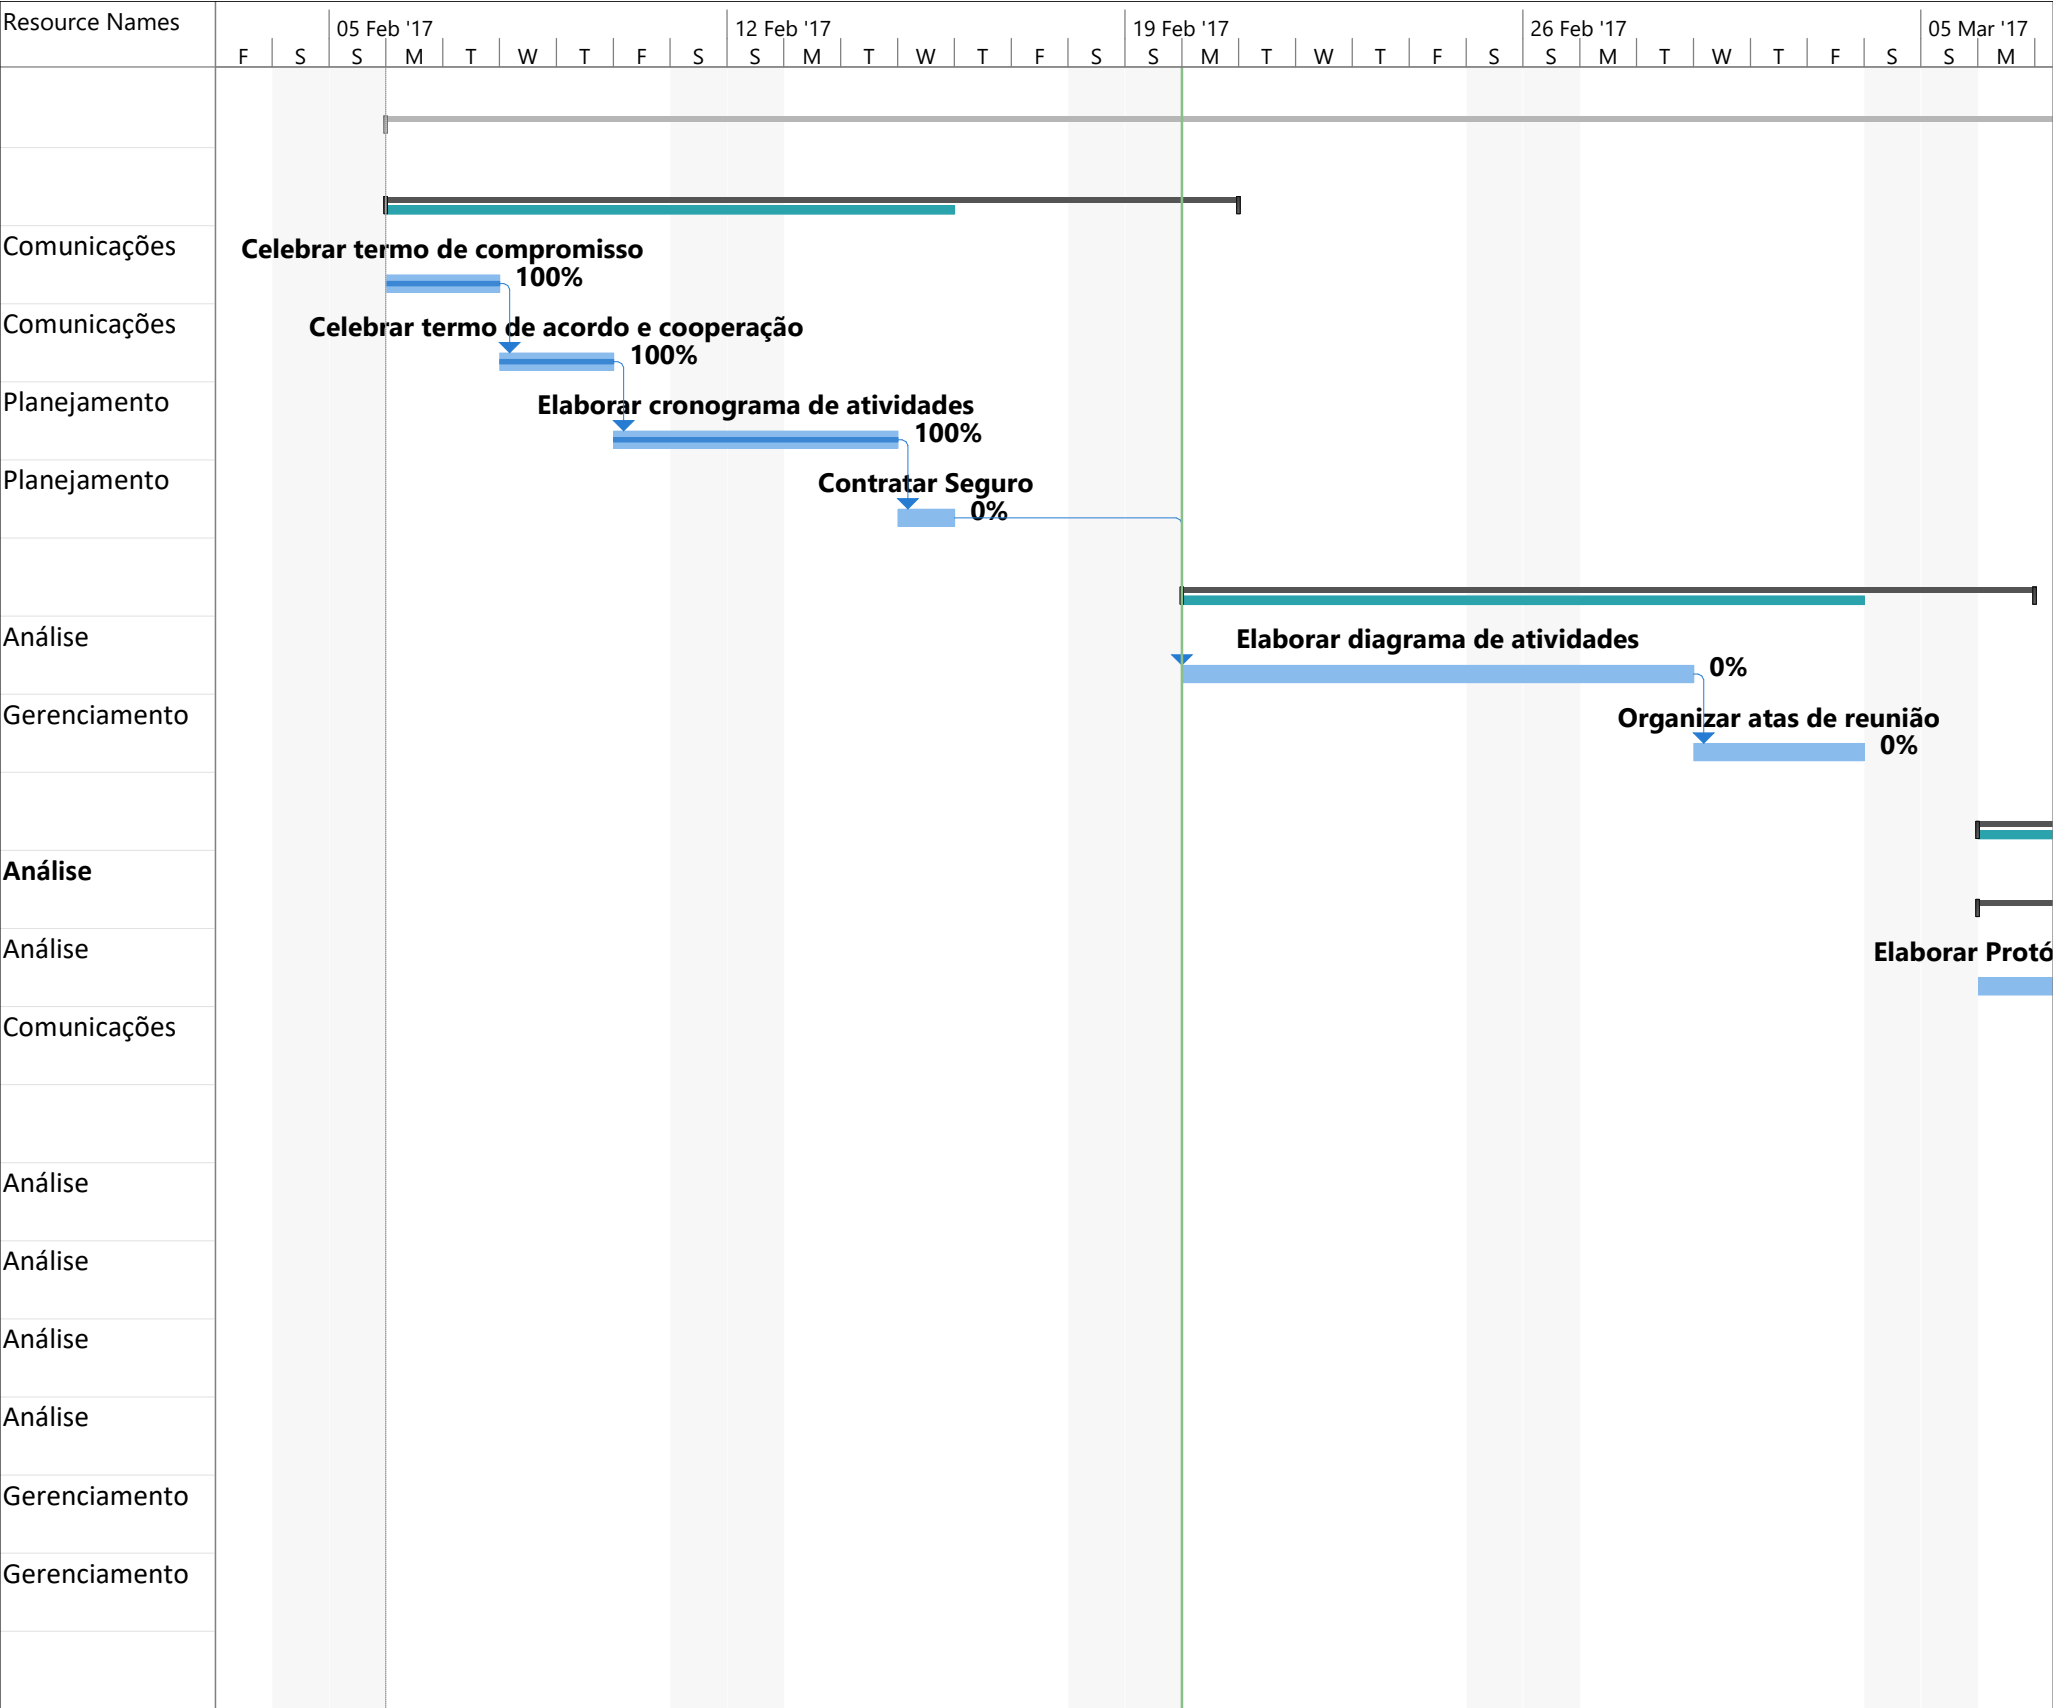 Resource Names
05 Feb '17 12 Feb '17 19 Feb '17 26 Feb '17 05 Mar '17
F S S M T W T F S S M T W T F S S M T W T F S S M T W T F S S M
Comunicações
Celebrar termo de compromisso
100%
Comunicações
Celebrar termo de acordo e cooperação
100%
Planejamento
Elaborar cronograma de atividades
100%
Planejamento
Contratar Seguro
0%
Análise
Elaborar diagrama de atividades
0%
Gerenciamento
Organizar atas de reunião
0%
Análise
Análise
Elaborar Protó
Comunicações
Análise
Análise
Análise
Análise
Gerenciamento
Gerenciamento